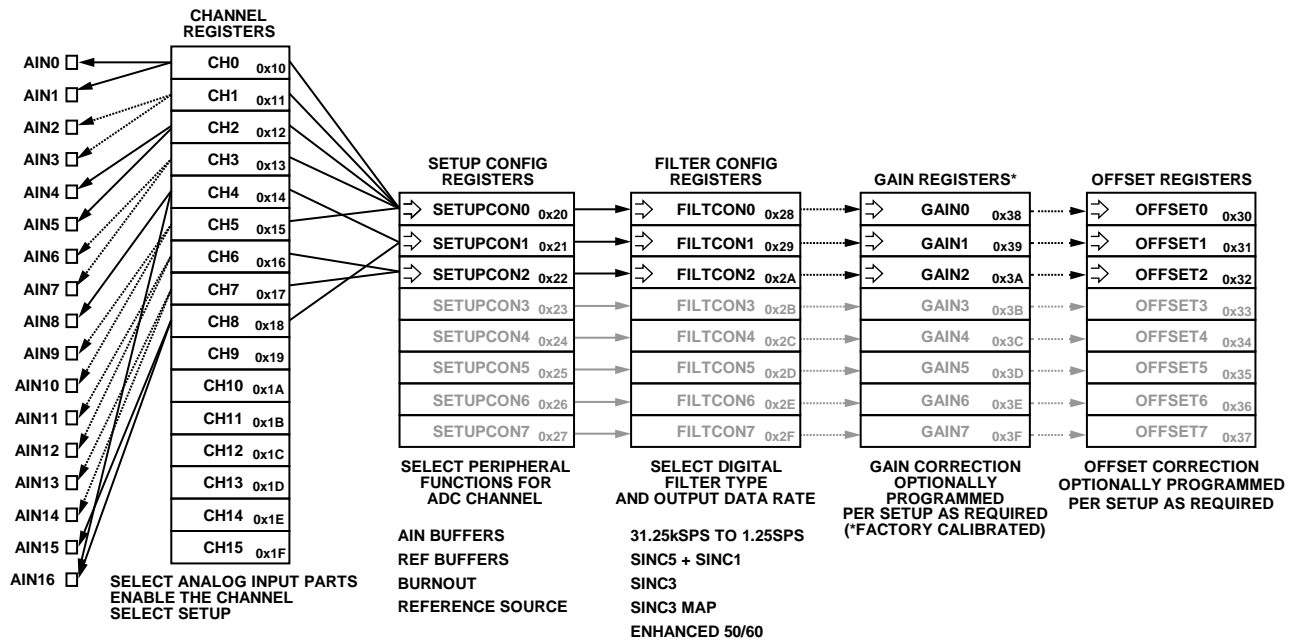 CHANNEL
REGISTERS
AIN0
AIN1
AIN2
AIN3
AIN4
AIN5
AIN6
AIN7
AIN8
AIN9
AIN10
AIN11
AIN12
AIN13
AIN14
AIN15
AIN16
CH0 0x10
CH1 0x11
CH2 0x12
CH3 0x13
CH4 0x14
CH5 0x15
CH6 0x16
CH7 0x17
CH8 0x18
CH9 0x19
CH10 0x1A
CH11 0x1B
CH12 0x1C
CH13 0x1D
CH14 0x1E
CH15 0x1F
SELECT ANALOG INPUT PARTS
ENABLE THE CHANNEL
SELECT SETUP
SETUP CONFIG
REGISTERS
SETUPCON0 0x20
SETUPCON1 0x21
SETUPCON2 0x22
SETUPCON3 0x23
SETUPCON4 0x24
SETUPCON5 0x25
SETUPCON6 0x26
SETUPCON7 0x27
SELECT PERIPHERAL
FUNCTIONS FOR
ADC CHANNEL
AIN BUFFERS
REF BUFFERS
BURNOUT
REFERENCE SOURCE
FILTER CONFIG
REGISTERS
FILTCON0 0x28
FILTCON1 0x29
FILTCON2 0x2A
FILTCON3 0x2B
FILTCON4 0x2C
FILTCON5 0x2D
FILTCON6 0x2E
FILTCON7 0x2F
SELECT DIGITAL
FILTER TYPE
AND OUTPUT DATA RATE
31.25kSPS TO 1.25SPS
SINC5 + SINC1
SINC3
SINC3 MAP
ENHANCED 50/60
GAIN REGISTERS*
GAIN0 0x38
GAIN1 0x39
GAIN2 0x3A
GAIN3 0x3B
GAIN4 0x3C
GAIN5 0x3D
GAIN6 0x3E
GAIN7 0x3F
GAIN CORRECTION
OPTIONALLY
PROGRAMMED
PER SETUP AS REQUIRED
(*FACTORY CALIBRATED)
OFFSET REGISTERS
OFFSET0 0x30
OFFSET1 0x31
OFFSET2 0x32
OFFSET3 0x33
OFFSET4 0x34
OFFSET5 0x35
OFFSET6 0x36
OFFSET7 0x37
OFFSET CORRECTION
OPTIONALLY PROGRAMMED
PER SETUP AS REQUIRED